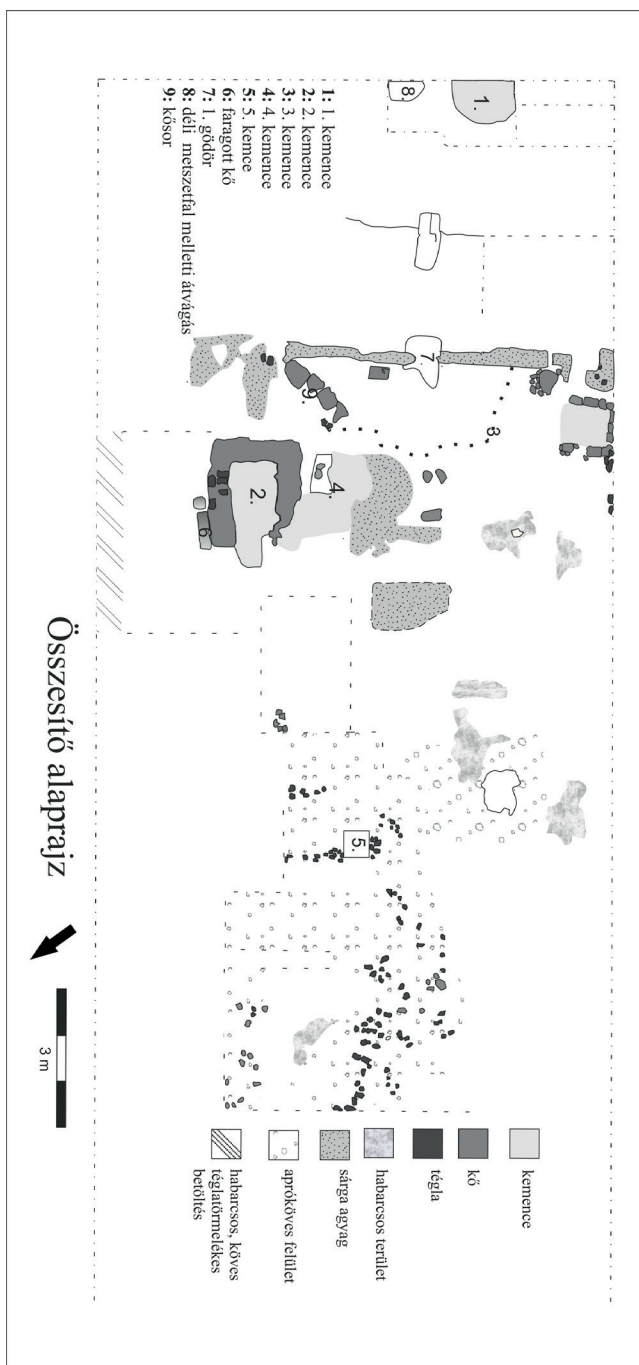 1.
8.
7.
3
9.
4.
2.
6
5.
1: 1. kemence
2: 2. kemence
3: 3. kemence
4: 4. kemence
5: 5. kemce
6: faragott kő
7: 1. gödör
8: déli metszetfal melletti átvágás
9: kősor
Összesítő alaprajz
3 m
kemence
kő
tégla
habarcsos terület
sárga agyag
apróköves felület
habarcsos, köves
téglatörmelékes
betöltés